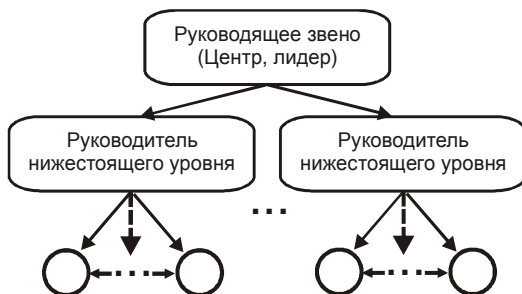 Руководящее звено
(Центр, лидер)
Руководитель
нижестоящего уровня
Руководитель
нижестоящего уровня